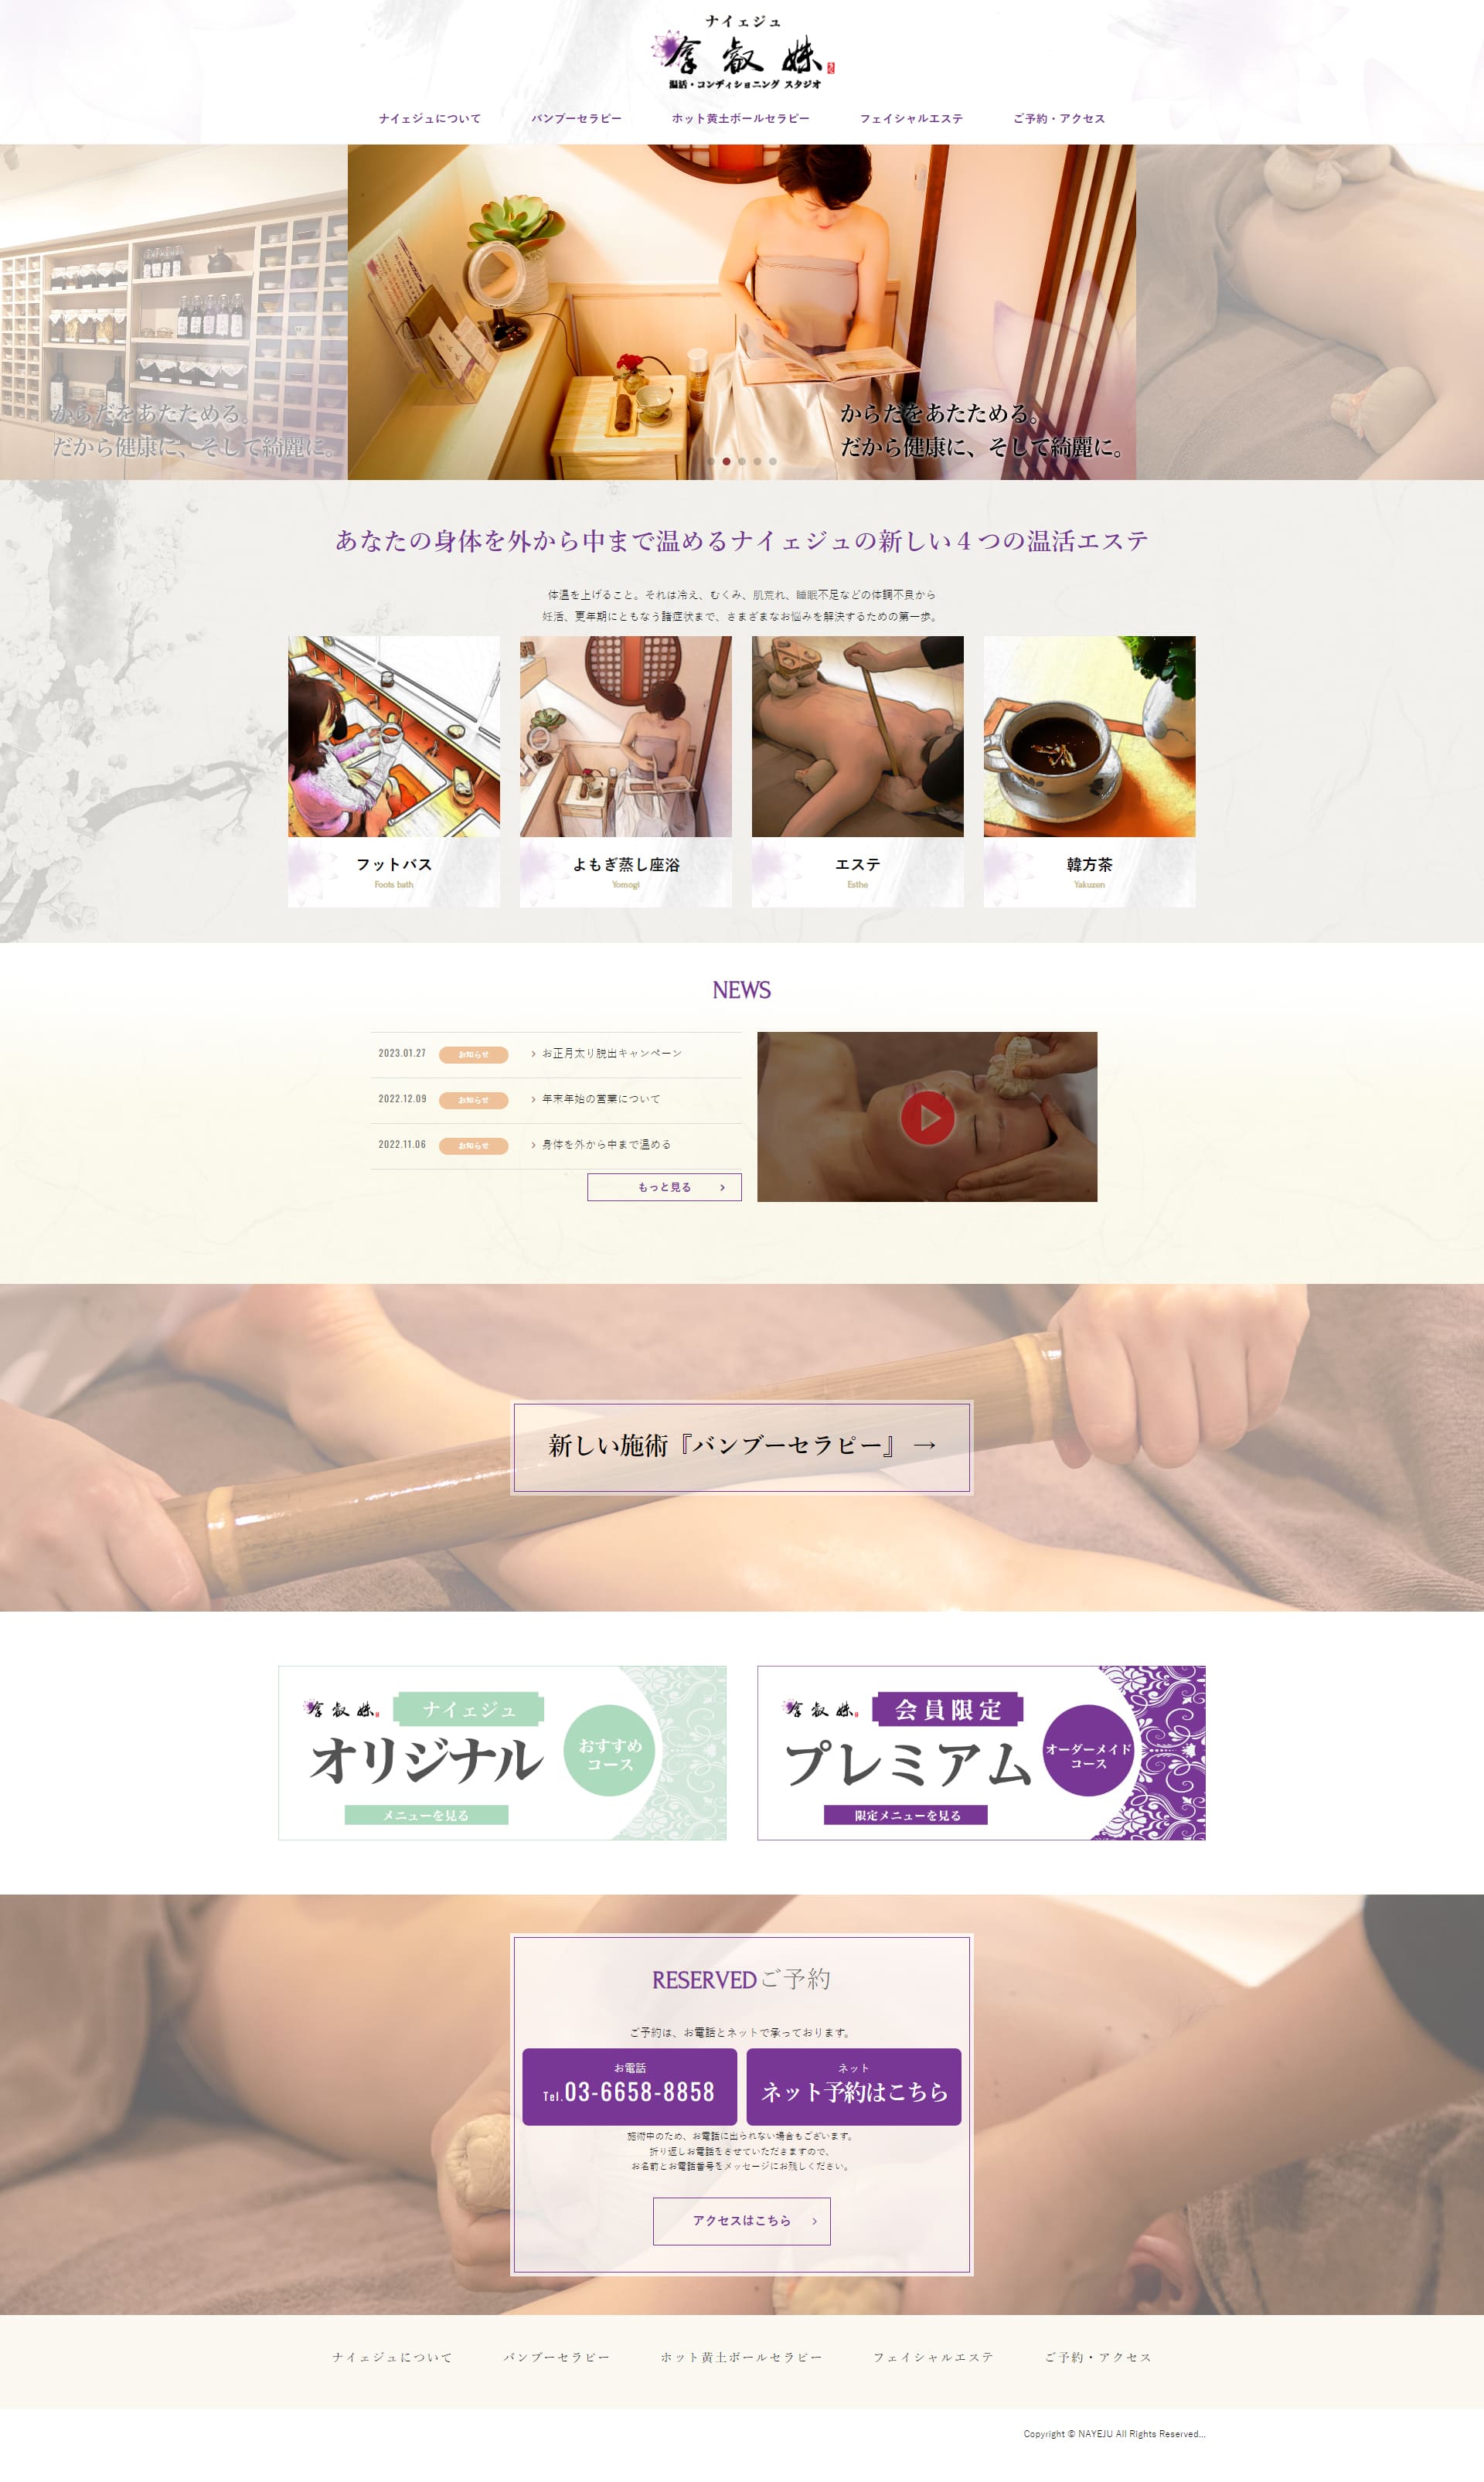 ナイェジュ
拿叡妹
温活・コンディショニング スタジオ
ナイェジュについて
バンブーセラピー
ホット黄土ボールセラピー
フェイシャルエステ
ご予約・アクセス
からだをあたためる。
だから健康に、そして綺麗に。
からだをあたためる。
だから健康に、そして綺麗に。
あなたの身体を外から中まで温めるナイェジュの新しい４つの温活エステ
体温を上げること。それは冷え、むくみ、肌荒れ、睡眠不足などの体調不良から
妊活、更年期にともなう諸症状まで、さまざまなお悩みを解決するための第一歩。
フットバス
Foots bath
よもぎ蒸し座浴
Yomogi
エステ
Esthe
韓方茶
Yakuzen
NEWS
2023.01.27 お知らせ お正月太り脱出キャンペーン
2022.12.09 お知らせ 年末年始の営業について
2022.11.06 お知らせ 身体を外から中まで温める
もっと見る
新しい施術『バンブーセラピー』 →
拿叡妹 ナイェジュ
オリジナル
おすすめ
コース
メニューを見る
拿叡妹 会員限定
プレミアム
オーダーメイド
コース
限定メニューを見る
RESERVEDご予約
ご予約は、お電話とネットで承っております。
お電話
Tel.03-6658-8858
ネット
ネット予約はこちら
施術中のため、お電話に出られない場合もございます。
折り返しお電話をさせていただきますので、
お名前とお電話番号をメッセージにお残しください。
アクセスはこちら
ナイェジュについて
バンブーセラピー
ホット黄土ボールセラピー
フェイシャルエステ
ご予約・アクセス
Copyright © NAYEJU All Rights Reserved...